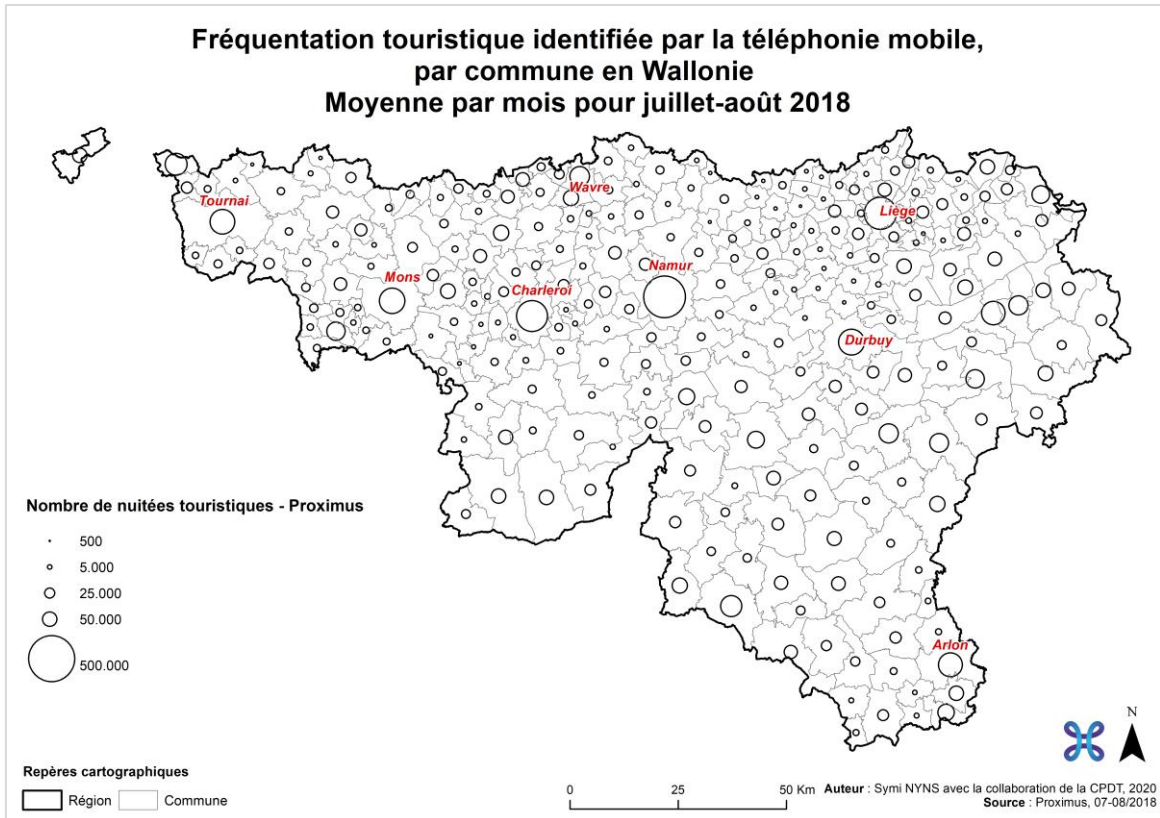 Fréquentation touristique identifiée par la téléphonie mobile,
par commune en Wallonie
Moyenne par mois pour juillet-août 2018
Tournai
Wavre
Liège
Mons
Charleroi
Namur
Durbuy
Arlon
Nombre de nuitées touristiques - Proximus
500
5.000
25.000
50.000
500.000
Repères cartographiques
Région
Commune
0
25
50 Km
N
Auteur : Symi NYNS avec la collaboration de la CPDT, 2020
Source : Proximus, 07-08/2018